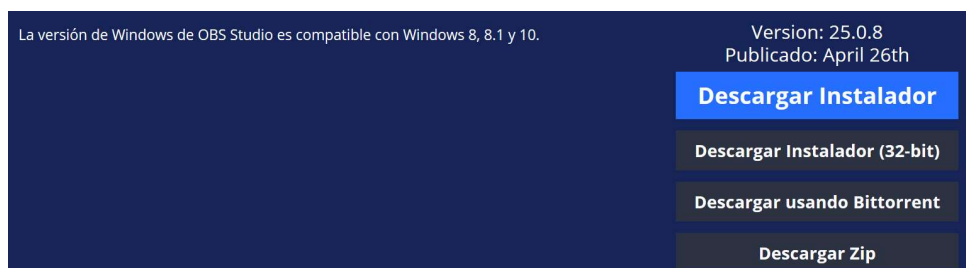 La versión de Windows de OBS Studio es compatible con Windows 8, 8.1 y 10.
Version: 25.0.8
Publicado: April 26th
Descargar Instalador
Descargar Instalador (32-bit)
Descargar usando Bittorrent
Descargar Zip